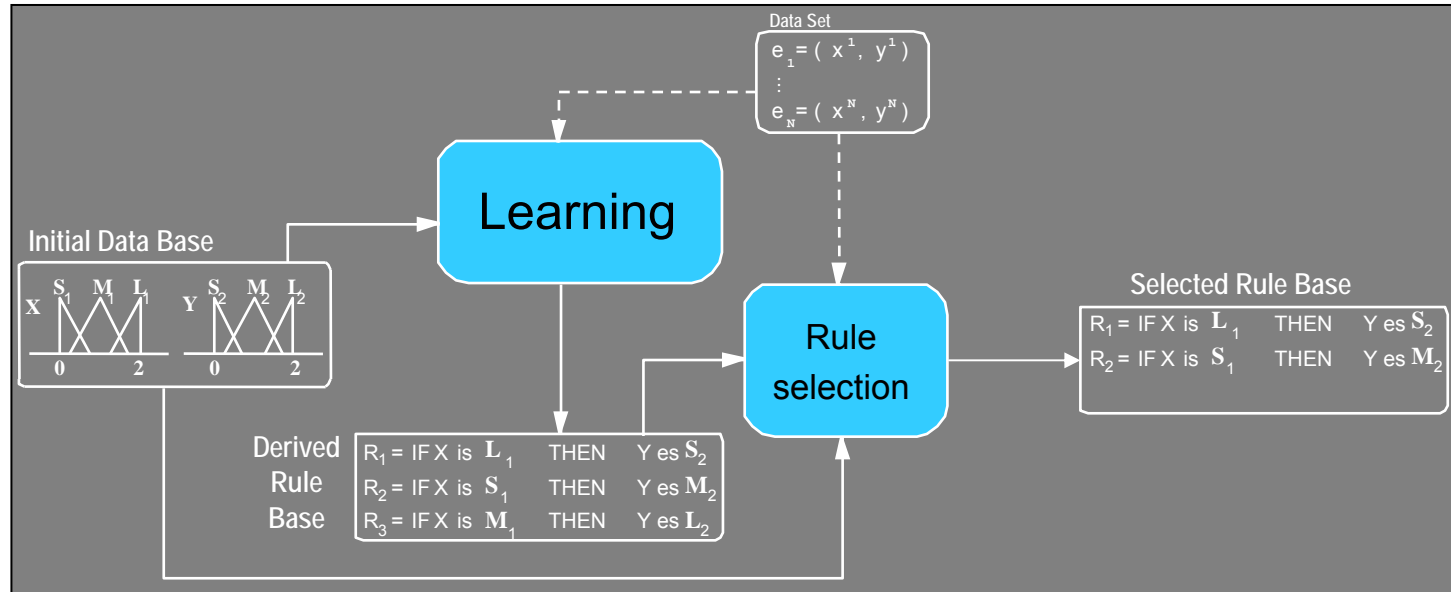 Data Set
e₁=( x¹, y¹)
⋮
e_N=( x^N, y^N)
Learning
Initial Data Base
S₁ M₁ L₁
X
0 2
S₂ M₂ L₂
Y
0 2
Rule
selection
Selected Rule Base
R₁= IF X is L₁ THEN Y es S₂
R₂= IF X is S₁ THEN Y es M₂
Derived
Rule
Base
R₁= IF X is L₁ THEN Y es S₂
R₂= IF X is S₁ THEN Y es M₂
R₃= IF X is M₁ THEN Y es L₂